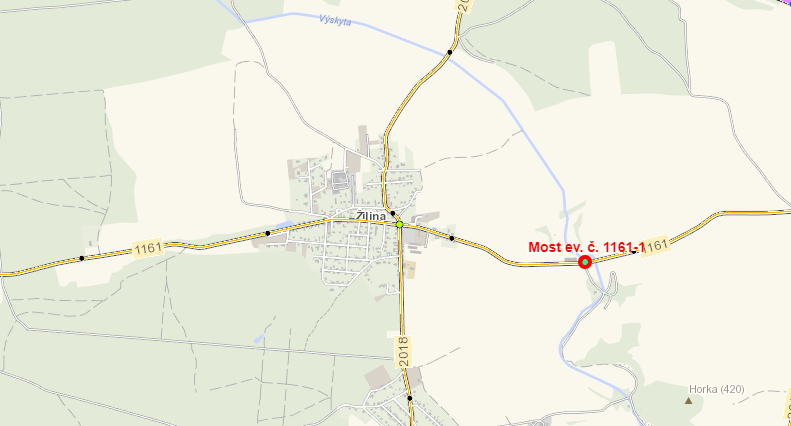 Výskyta
Žilina
1161
Most ev. č. 1161-1
1161
2018
Horka (420)